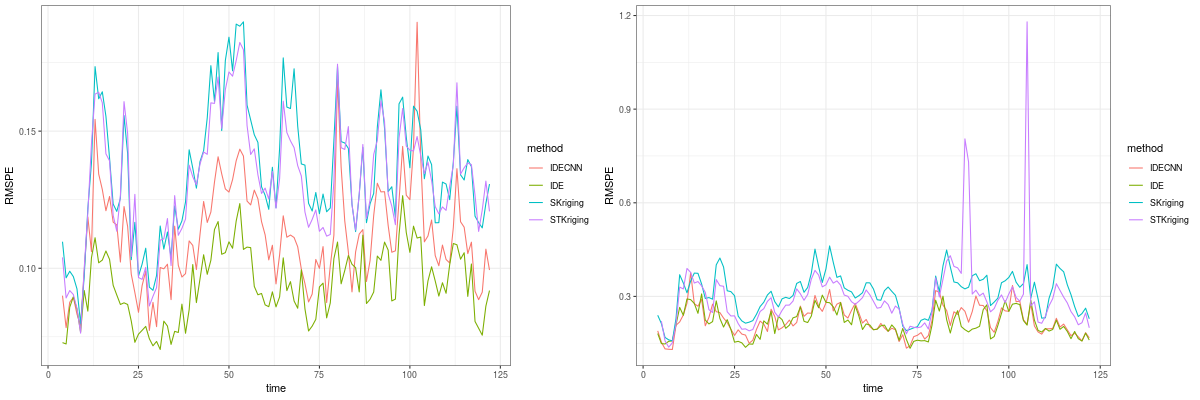 RMSPE
0.15
0.10
0
25
50
75
100
125
time
method
IDECNN
IDE
SKriging
STKriging
RMSPE
1.2
0.9
0.6
0.3
0
25
50
75
100
125
time
method
IDECNN
IDE
SKriging
STKriging